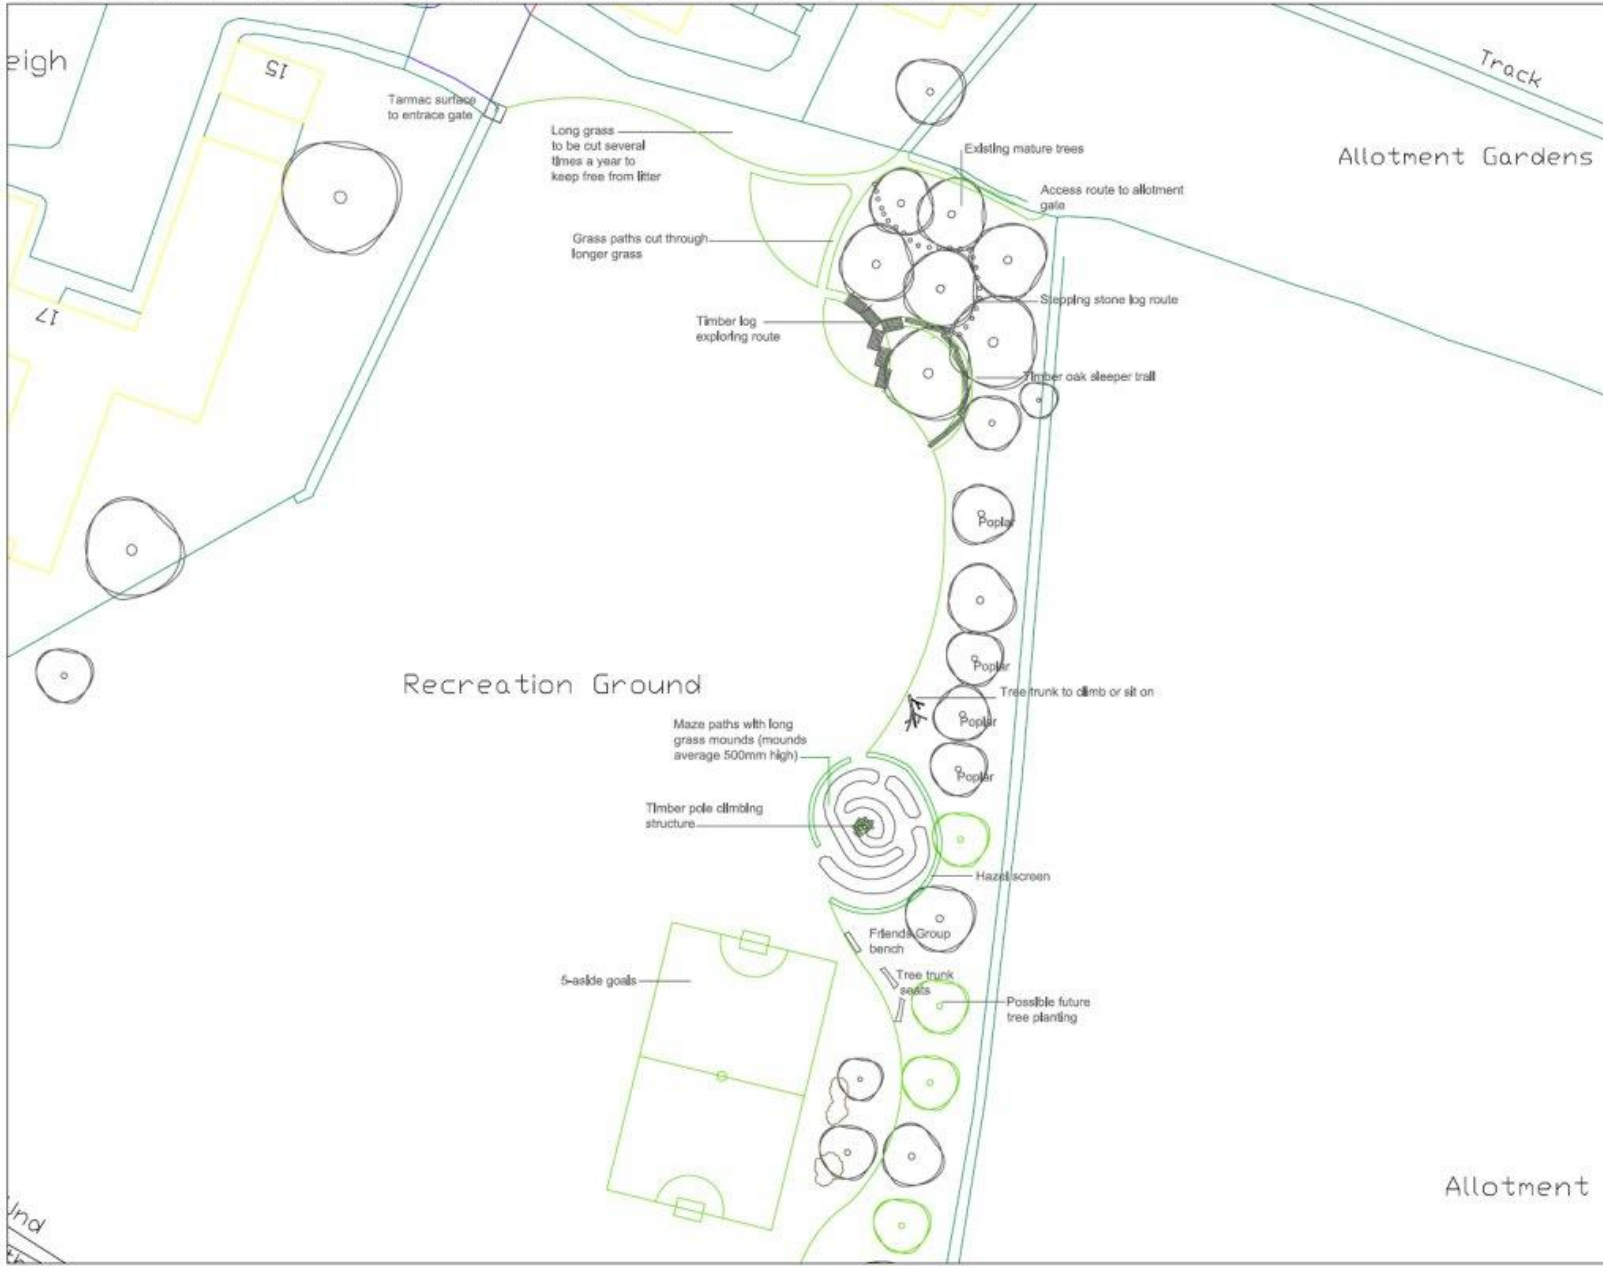 eigh
15
Track
Tarmac surface
to entrace gate
Long grass
to be cut several
times a year to
keep free from litter
Existing mature trees
Allotment Gardens
Access route to allotment
gate
Grass paths cut through
longer grass
Stepping stone log route
17
Timber log
exploring route
Timber oak sleeper trail
Poplar
Poplar
Recreation Ground
Tree trunk to climb or sit on
Poplar
Maze paths with long
grass mounds (mounds
average 500mm high)
Poplar
Timber pole climbing
structure
Hazel screen
Friends Group
bench
5-aside goals
Tree trunk
seats
Possible future
tree planting
Allotment
und